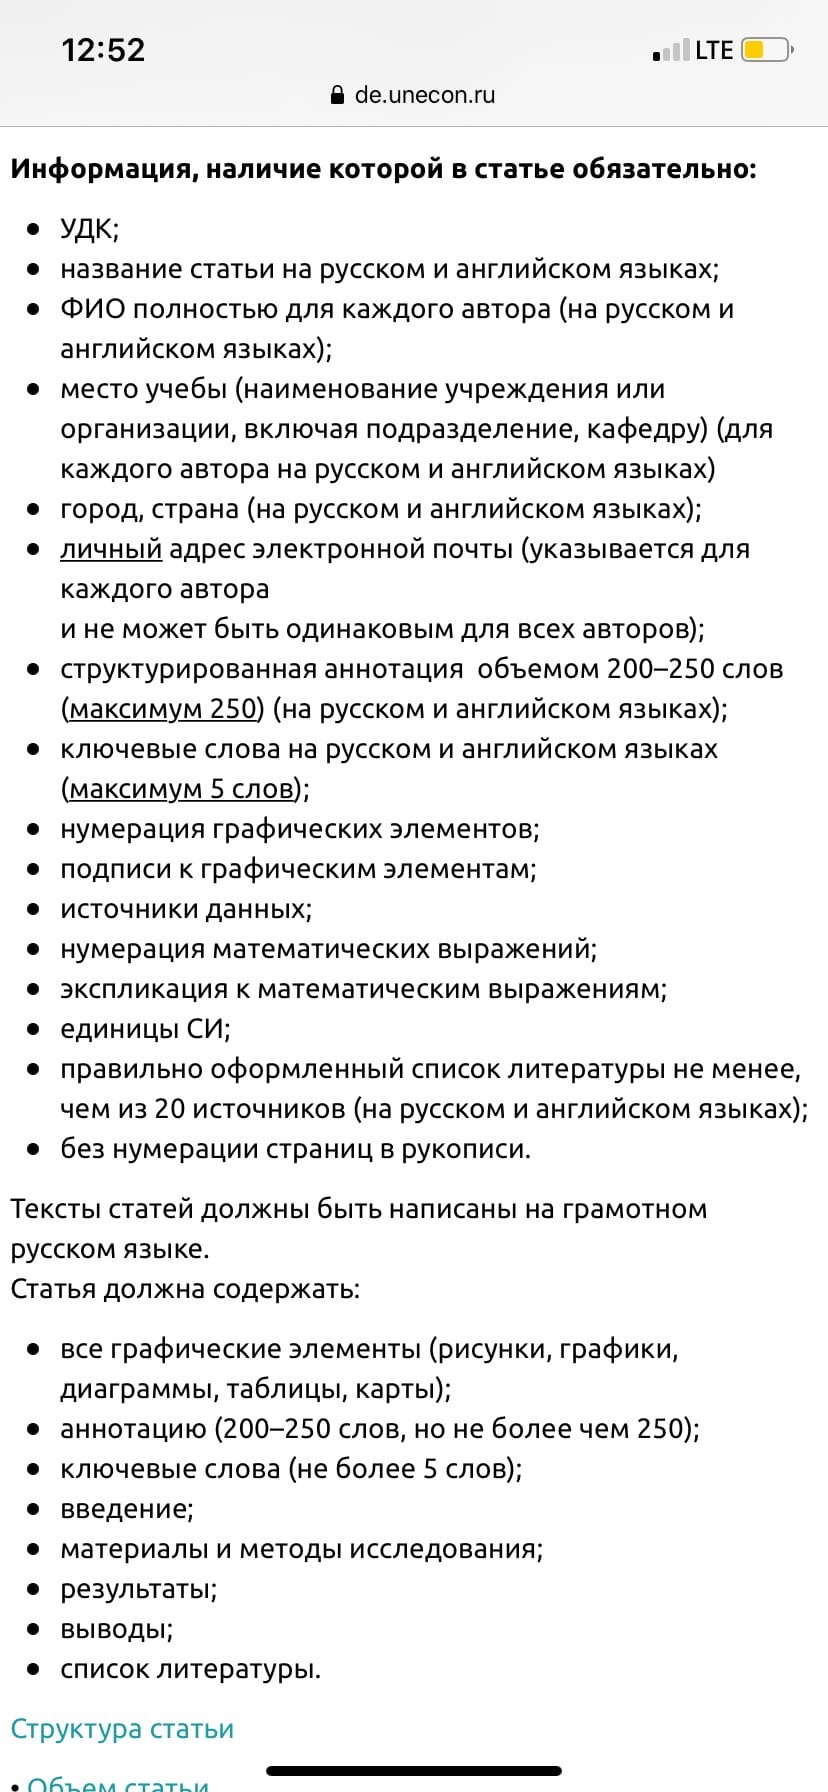 12:52
LTE
de.unecon.ru
Информация, наличие которой в статье обязательно:
• УДК;
• название статьи на русском и английском языках;
• ФИО полностью для каждого автора (на русском и
английском языках);
• место учебы (наименование учреждения или
организации, включая подразделение, кафедру) (для
каждого автора на русском и английском языках)
• город, страна (на русском и английском языках);
• личный адрес электронной почты (указывается для
каждого автора
и не может быть одинаковым для всех авторов);
• структурированная аннотация объемом 200–250 слов
(максимум 250) (на русском и английском языках);
• ключевые слова на русском и английском языках
(максимум 5 слов);
• нумерация графических элементов;
• подписи к графическим элементам;
• источники данных;
• нумерация математических выражений;
• экспликация к математическим выражениям;
• единицы СИ;
• правильно оформленный список литературы не менее,
чем из 20 источников (на русском и английском языках);
• без нумерации страниц в рукописи.
Тексты статей должны быть написаны на грамотном
русском языке.
Статья должна содержать:
• все графические элементы (рисунки, графики,
диаграммы, таблицы, карты);
• аннотацию (200–250 слов, но не более чем 250);
• ключевые слова (не более 5 слов);
• введение;
• материалы и методы исследования;
• результаты;
• выводы;
• список литературы.
Структура статьи
• Объем статьи